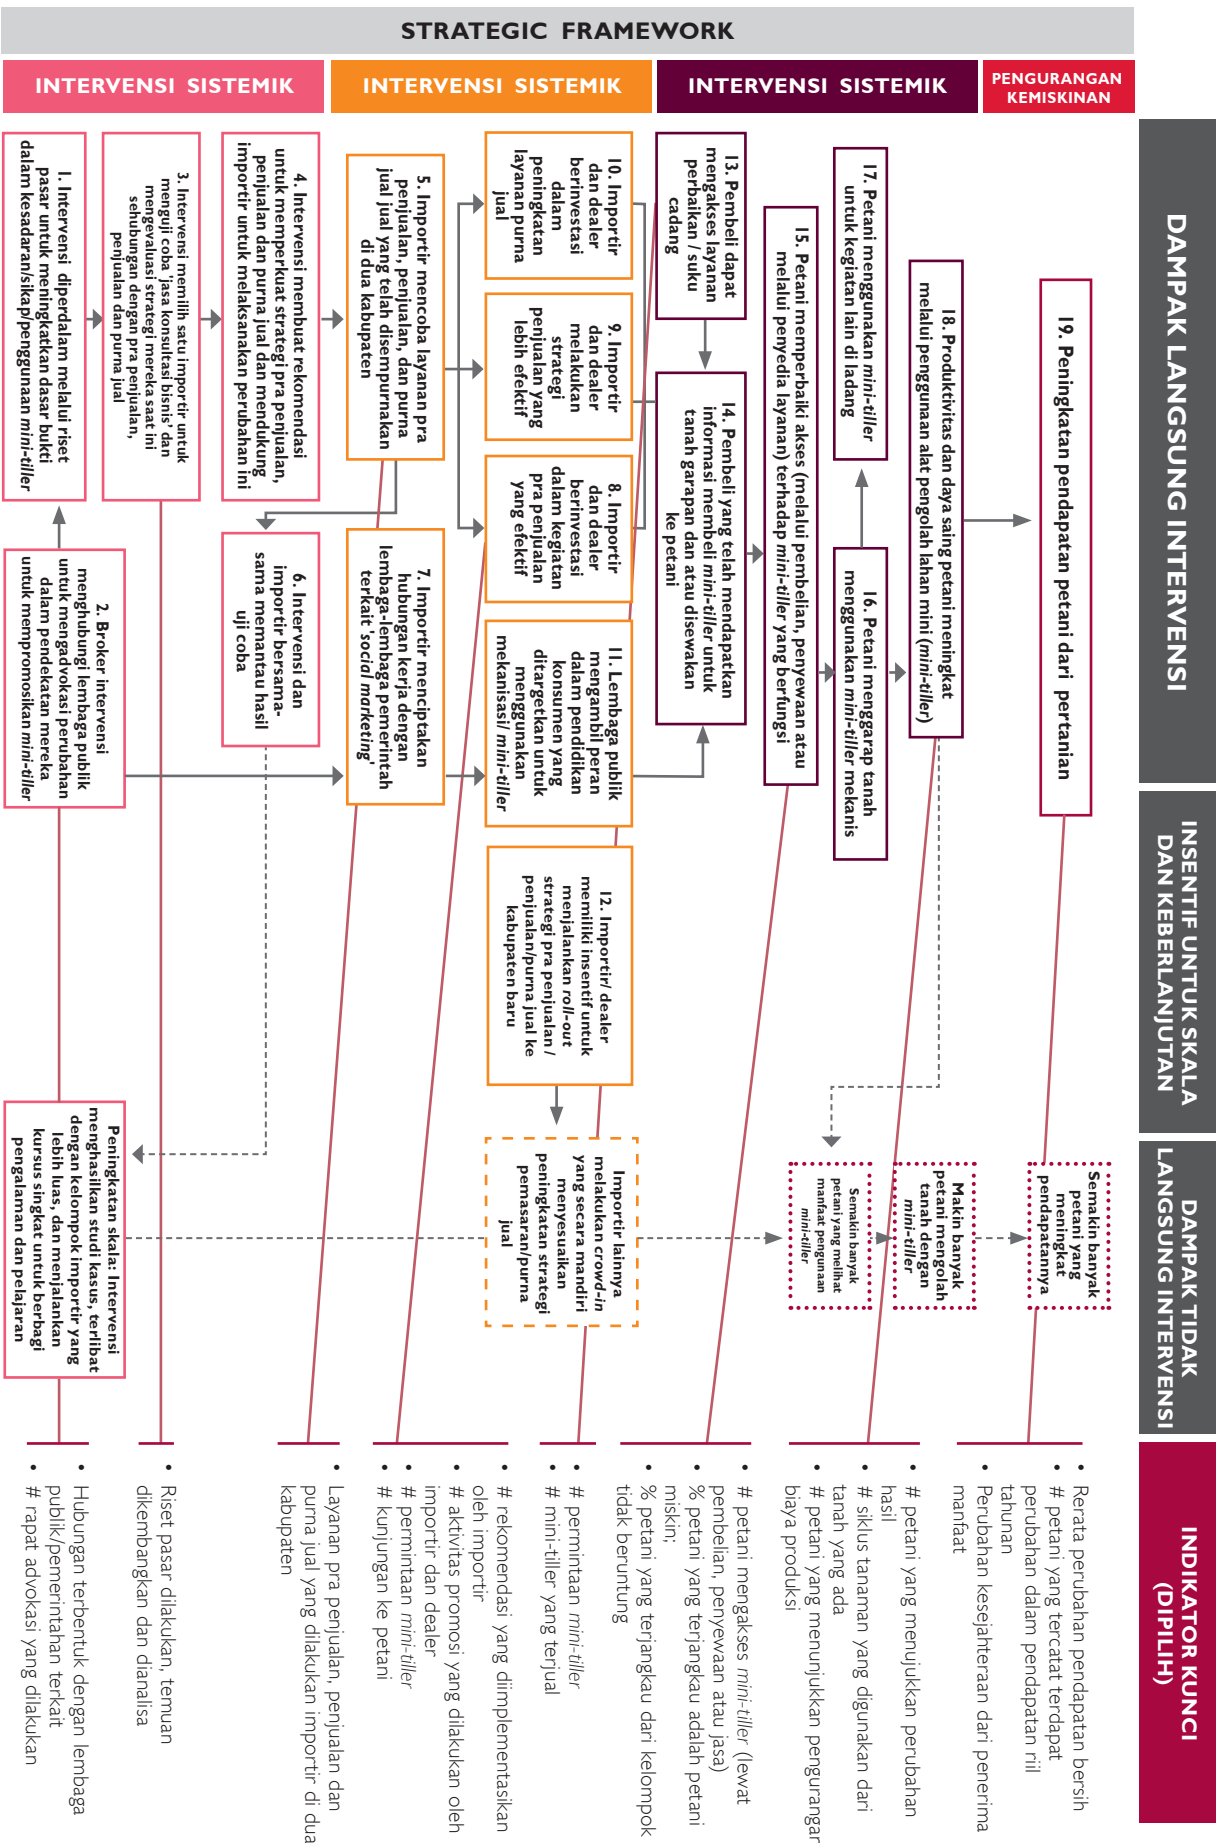 STRATEGIC FRAMEWORK
INTERVENSI SISTEMIK
INTERVENSI SISTEMIK
INTERVENSI SISTEMIK
PENGURANGAN
KEMISKINAN
DAMPAK LANGSUNG INTERVENSI
INSENTIF UNTUK SKALA
DAN KEBERLANJUTAN
DAMPAK TIDAK
LANGSUNG INTERVENSI
INDIKATOR KUNCI
(DIPILIH)
19. Peningkatan pendapatan petani dari pertanian
18. Produktivitas dan daya saing petani meningkat
melalui penggunaan alat pengolah lahan mini (mini-tiller)
17. Petani menggunakan mini-tiller
untuk kegiatan lain di ladang
16. Petani menggarap tanah
menggunakan mini-tiller mekanis
15. Petani memperbaiki akses (melalui pembelian, penyewaan atau
melalui penyedia layanan) terhadap mini-tiller yang berfungsi
13. Pembeli dapat
mengakses layanan
perbaikan / suku
cadang
14. Pembeli yang telah mendapatkan
informasi membeli mini-tiller untuk
tanah garapan dan atau disewakan
ke petani
10. Importir
dan dealer
berinvestasi
dalam
peningkatan
layanan purna
jual
9. Importir
dan dealer
melakukan
strategi
penjualan yang
lebih efektif
8. Importir
dan dealer
berinvestasi
dalam kegiatan
pra penjualan
yang efektif
11. Lembaga publik
mengambil peran
dalam pendidikan
konsumen yang
ditargetkan untuk
menggunakan
mekanisasi/ mini-tiller
12. Importir/ dealer
memiliki insentif untuk
menjalankan roll-out
strategi pra penjualan /
penjualan/purna jual ke
kabupaten baru
5. Importir mencoba layanan pra
penjualan, penjualan, dan purna
jual jual yang telah disempurnakan
di dua kabupaten
7. Importir menciptakan
hubungan kerja dengan
lembaga-lembaga pemerintah
terkait 'social marketing'
4. Intervensi membuat rekomendasi
untuk memperkuat strategi pra penjualan,
penjualan dan purna jual dan mendukung
importir untuk melaksanakan perubahan ini
6. Intervensi dan
importir bersama-
sama memantau hasil
uji coba
3. Intervensi memilih satu importir untuk
menguji coba 'jasa konsultasi bisnis' dan
mengevaluasi strategi mereka saat ini
sehubungan dengan pra penjualan,
penjualan dan purna jual
1. Intervensi diperdalam melalui riset
pasar untuk meningkatkan dasar bukti
dalam kesadaran/sikap/penggunaan mini-tiller
2. Broker intervensi
menghubungi lembaga publik
untuk mengadvokasi perubahan
dalam pendekatan mereka
untuk mempromosikan mini-tiller
Semakin banyak
petani yang
meningkat
pendapatannya
Makin banyak
petani mengolah
tanah dengan
mini-tiller
Semakin banyak
petani yang melihat
manfaat pengunaan
mini-tiller
Importir lainnya
melakukan crowd-in
yang secara mandiri
menyesuaikan
peningkatan strategi
pemasaran/purna
jual
Peningkatan skala: Intervensi
menghasilkan studi kasus, terlibat
dengan kelompok importir yang
lebih luas, dan menjalankan
kursus singkat untuk berbagi
pengalaman dan pelajaran
• Rerata perubahan pendapatan bersih
• # petani yang tercatat terdapat
perubahan dalam pendapatan riil
tahunan
• Perubahan kesejahteraan dari penerima
manfaat
• # petani yang menujukkan perubahan
hasil
• # siklus tanaman yang digunakan dari
tanah yang ada
• # petani yang menunjukkan pengurangan
biaya produksi
• # petani mengakses mini-tiller (lewat
pembelian, penyewaan atau jasa)
• % petani yang terjangkau adalah petani
miskin;
• % petani yang terjangkau dari kelompok
tidak beruntung
• # permintaan mini-tiller
• # mini-tiller yang terjual
• # rekomendasi yang diimplementasikan
oleh importir
• # aktivitas promosi yang dilakukan oleh
importir dan dealer
• # permintaan mini-tiller
• # kunjungan ke petani
• Layanan pra penjualan, penjualan dan
purna jual yang dilakukan importir di dua
kabupaten
• Riset pasar dilakukan, temuan
dikembangkan dan dianalisa
• Hubungan terbentuk dengan lembaga
publik/pemerintahan terkait
• # rapat advokasi yang dilakukan